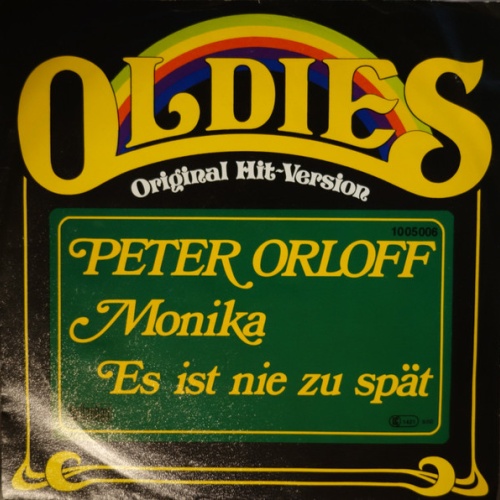 OLDIES
Original Hit-Version
1005006
PETER ORLOFF
Monika
Es ist nie zu spät